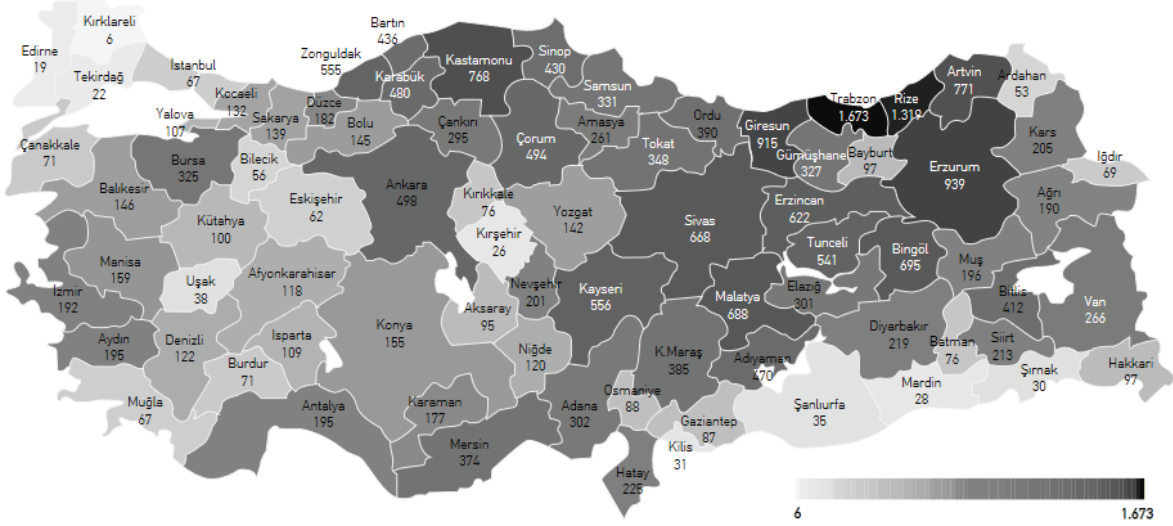 Kırklareli
6
Edirne
19
Tekirdağ
22
İstanbul
67
Kocaeli
132
Yalova
107
Sakarya
139
Düzce
182
Zonguldak
555
Bartın
436
Karabük
480
Kastamonu
768
Sinop
430
Samsun
331
Bolu
145
Çankırı
295
Çorum
494
Amasya
261
Tokat
348
Ordu
390
Giresun
915
Gümüşhane
327
Trabzon
1.673
Rize
1.319
Artvin
771
Ardahan
53
Bayburt
97
Erzurum
939
Kars
205
Iğdır
69
Ağrı
190
Çanakkale
71
Bursa
325
Bilecik
56
Balıkesir
146
Eskişehir
62
Kütahya
100
Ankara
498
Kırıkkale
76
Kırşehir
26
Yozgat
142
Sivas
668
Erzincan
622
Tunceli
541
Bingöl
695
Muş
196
Bitlis
412
Van
266
Manisa
159
Uşak
38
Afyonkarahisar
118
İzmir
192
Aydın
195
Denizli
122
Isparta
109
Burdur
71
Muğla
67
Antalya
195
Konya
155
Aksaray
95
Nevşehir
201
Niğde
120
Kayseri
556
Malatya
688
Elazığ
301
Diyarbakır
219
Batman
76
Siirt
213
Şırnak
30
Hakkari
97
Mardin
28
K.Maraş
385
Adıyaman
470
Şanlıurfa
35
Gaziantep
87
Kilis
31
Osmaniye
88
Adana
302
Hatay
225
Karaman
177
Mersin
374
6
1.673